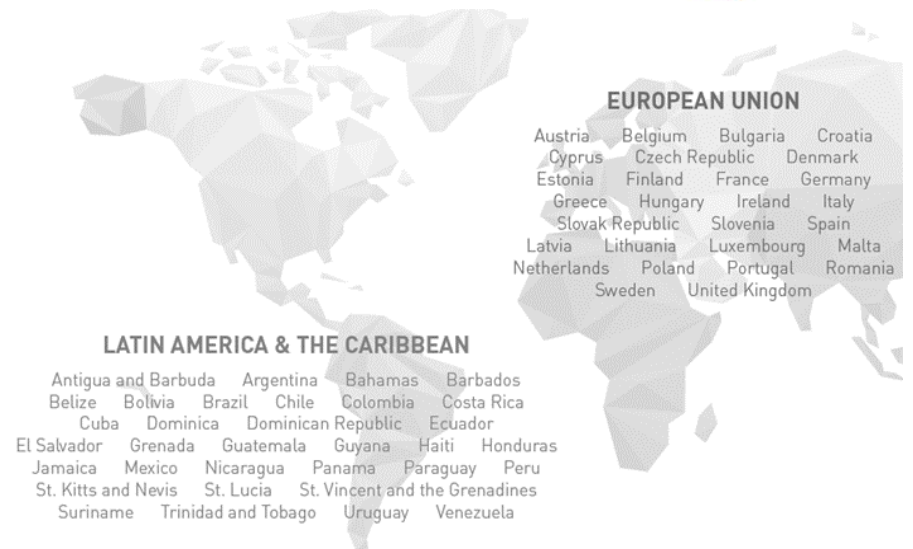 EUROPEAN UNION
Austria Belgium Bulgaria Croatia
Cyprus Czech Republic Denmark
Estonia Finland France Germany
Greece Hungary Ireland Italy
Slovak Republic Slovenia Spain
Latvia Lithuania Luxembourg Malta
Netherlands Poland Portugal Romania
Sweden United Kingdom
LATIN AMERICA & THE CARIBBEAN
Antigua and Barbuda Argentina Bahamas Barbados
Belize Bolivia Brazil Chile Colombia Costa Rica
Cuba Dominica Dominican Republic Ecuador
El Salvador Grenada Guatemala Guyana Haiti Honduras
Jamaica Mexico Nicaragua Panama Paraguay Peru
St. Kitts and Nevis St. Lucia St. Vincent and the Grenadines
Suriname Trinidad and Tobago Uruguay Venezuela